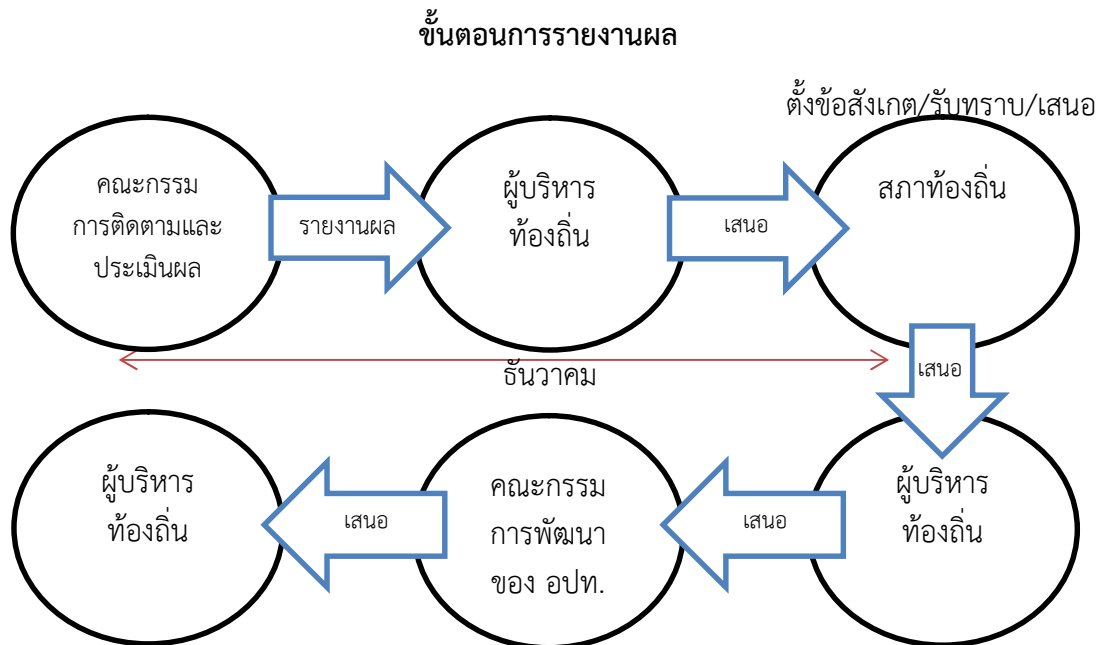 ขั้นตอนการรายงานผล
ตั้งข้อสังเกต/รับทราบ/เสนอ
คณะกรรม
การติดตามและ
ประเมินผล
รายงานผล
ผู้บริหาร
ท้องถิ่น
เสนอ
สภาท้องถิ่น
ธันวาคม
เสนอ
ผู้บริหาร
ท้องถิ่น
เสนอ
คณะกรรม
การพัฒนา
ของ อปท.
เสนอ
ผู้บริหาร
ท้องถิ่น